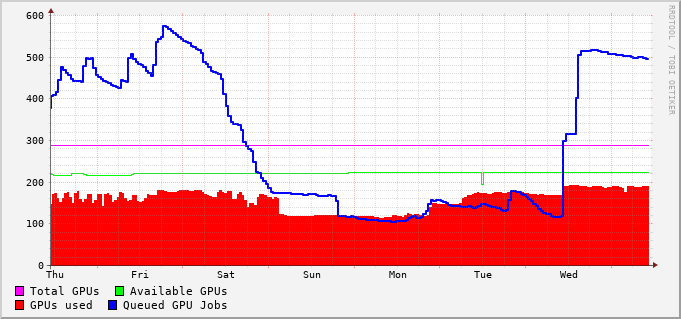 600
500
400
300
200
100
0
Thu Fri Sat Sun Mon Tue Wed
Total GPUs Available GPUs
GPUs used Queued GPU Jobs
RRDTOOL / TOBI OETIKER